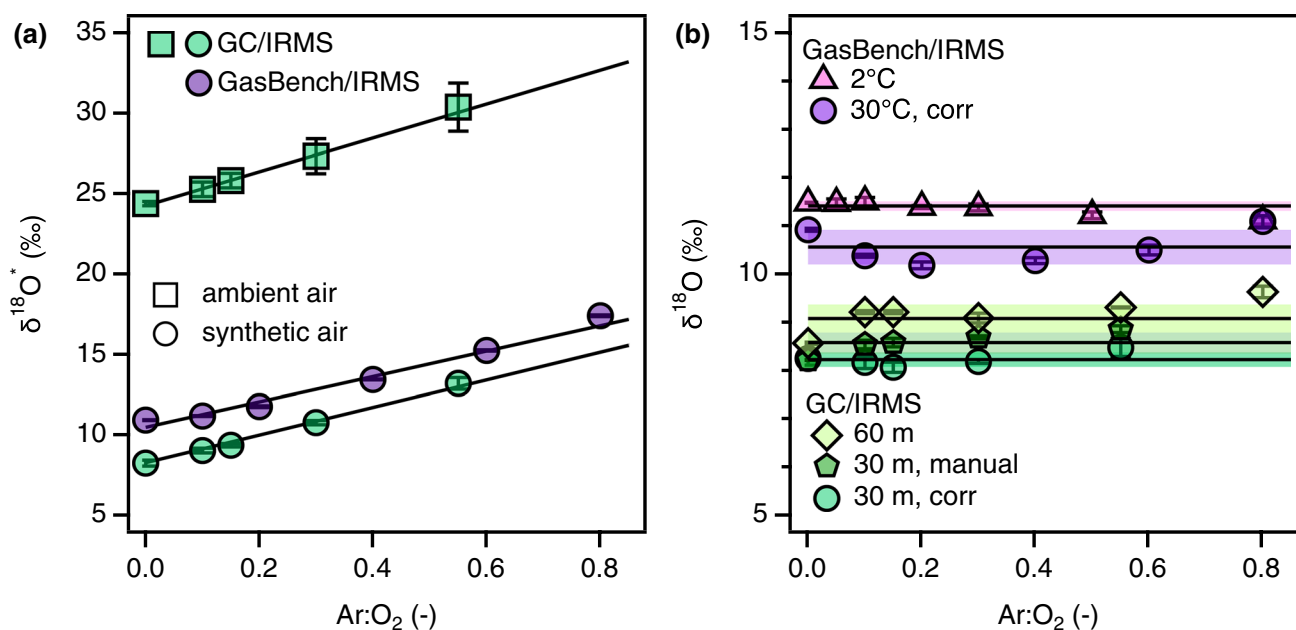 (a)
GC/IRMS
GasBench/IRMS
ambient air
synthetic air
35
30
25
20
15
10
5
δ¹⁸O* (‰)
0.0 0.2 0.4 0.6 0.8
Ar:O₂ (-)
(b)
GasBench/IRMS
2°C
30°C, corr
GC/IRMS
60 m
30 m, manual
30 m, corr
15
10
5
δ¹⁸O (‰)
0.0 0.2 0.4 0.6 0.8
Ar:O₂ (-)